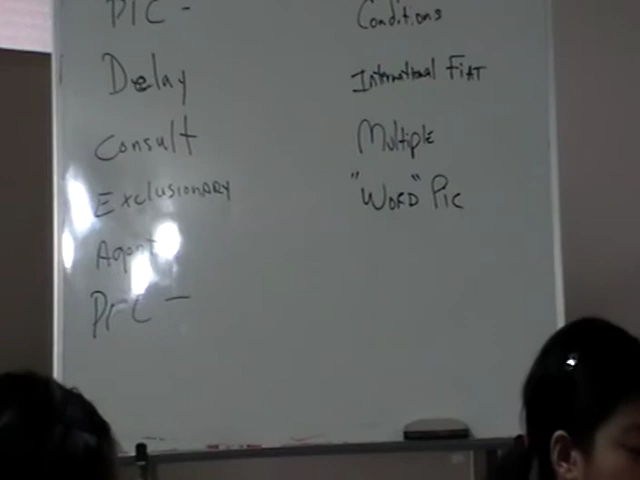 PIC -
Delay
Consult
Exclusionary
Agent
PIC -
Conditions
International FIAT
Multiple
"WORD" PIC